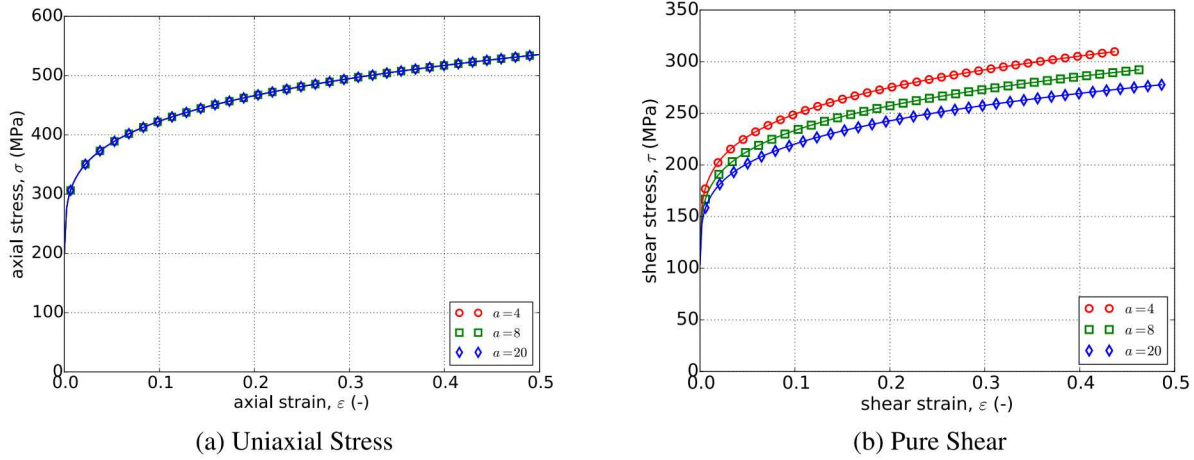 600
500
400
300
200
100
0
0.0 0.1 0.2 0.3 0.4 0.5
axial stress, σ (MPa)
axial strain, ε (-)
a=4
a=8
a=20
(a) Uniaxial Stress
350
300
250
200
150
100
50
0
0.0 0.1 0.2 0.3 0.4 0.5
shear stress, τ (MPa)
shear strain, ε (-)
a=4
a=8
a=20
(b) Pure Shear